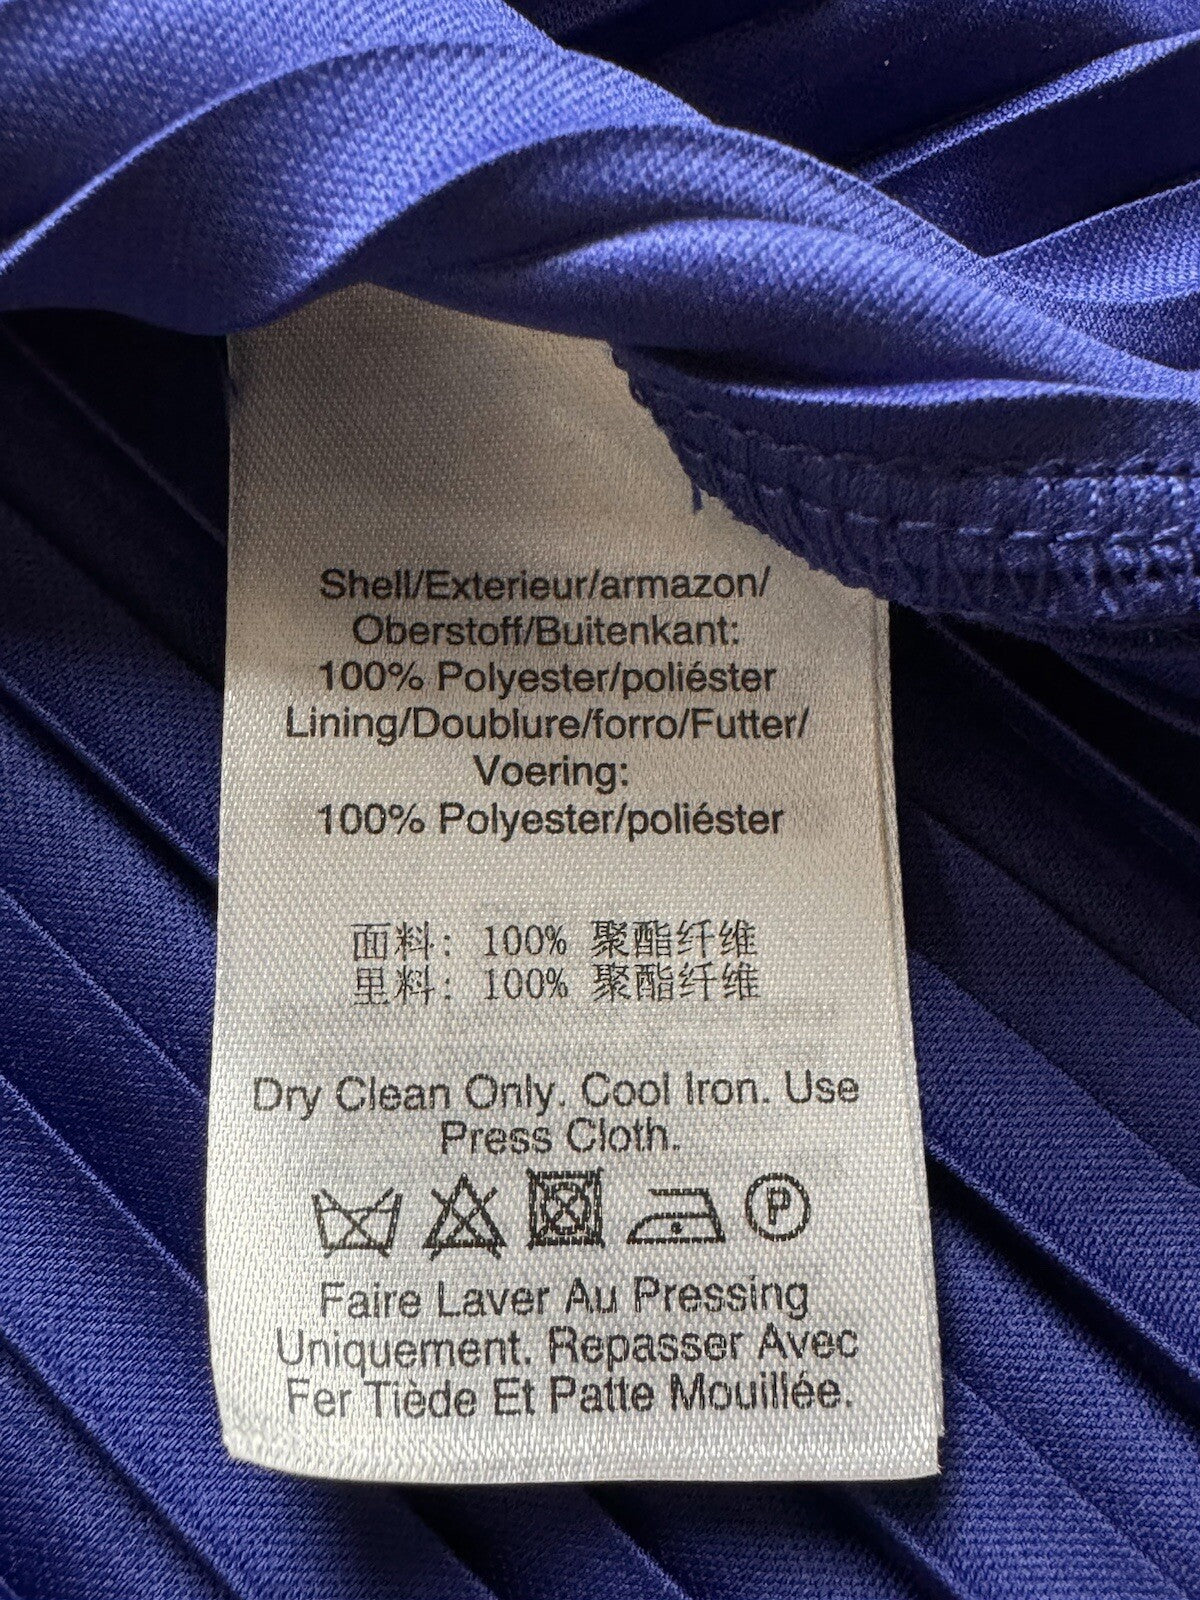 Shell/Exterieur/armazon/
Oberstoff/Buitenkant:
100% Polyester/poliéster
Lining/Doublure/forro/Futter/
Voering:
100% Polyester/poliéster
面料: 100% 聚酯纤维
里料: 100% 聚酯纤维
Dry Clean Only. Cool Iron. Use
Press Cloth.
P
Faire Laver Au Pressing
Uniquement. Repasser Avec
Fer Tiède Et Patte Mouillée.